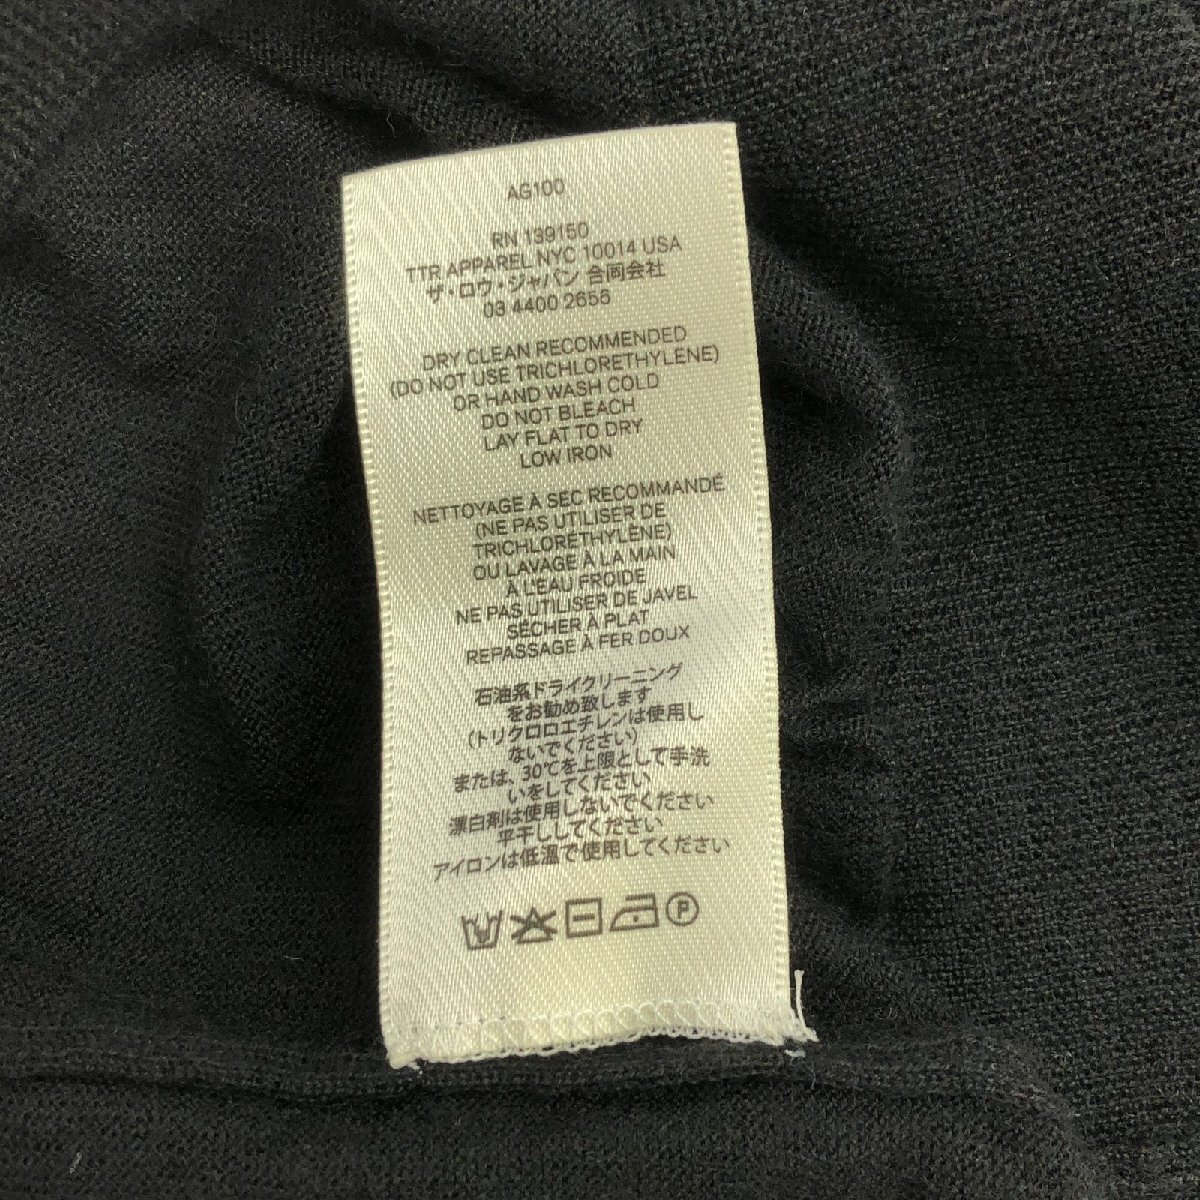 AG100
RN 139150
TTR APPAREL NYC 10014 USA
ザ・ロウ・ジャパン 合同会社
03 4400 2658
DRY CLEAN RECOMMENDED
(DO NOT USE TRICHLORETHYLENE)
OR HAND WASH COLD
DO NOT BLEACH
LAY FLAT TO DRY
LOW IRON
NETTOYAGE À SEC RECOMMANDÉ
(NE PAS UTILISER DE
TRICHLORÉTHYLÈNE)
OU LAVAGE À LA MAIN
À L'EAU FROIDE
NE PAS UTILISER DE JAVEL
SÉCHER À PLAT
REPASSAGE À FER DOUX
石油系ドライクリーニング
をお勧め致します
(トリクロロエチレンは使用し
ないでください)
または、30℃を上限として手洗
いをしてください
漂白剤は使用しないでください
平干ししてください
アイロンは低温で使用してください
P